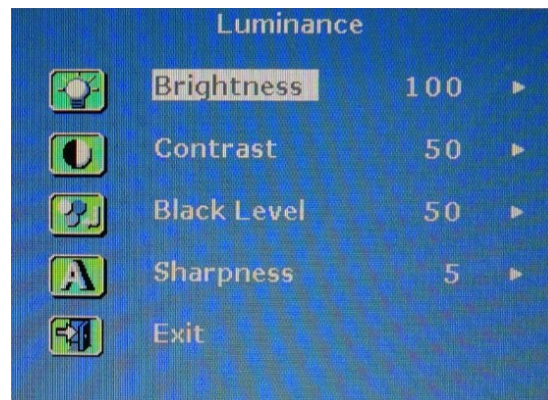 Luminance
Brightness 100
Contrast 50
Black Level 50
Sharpness 5
Exit